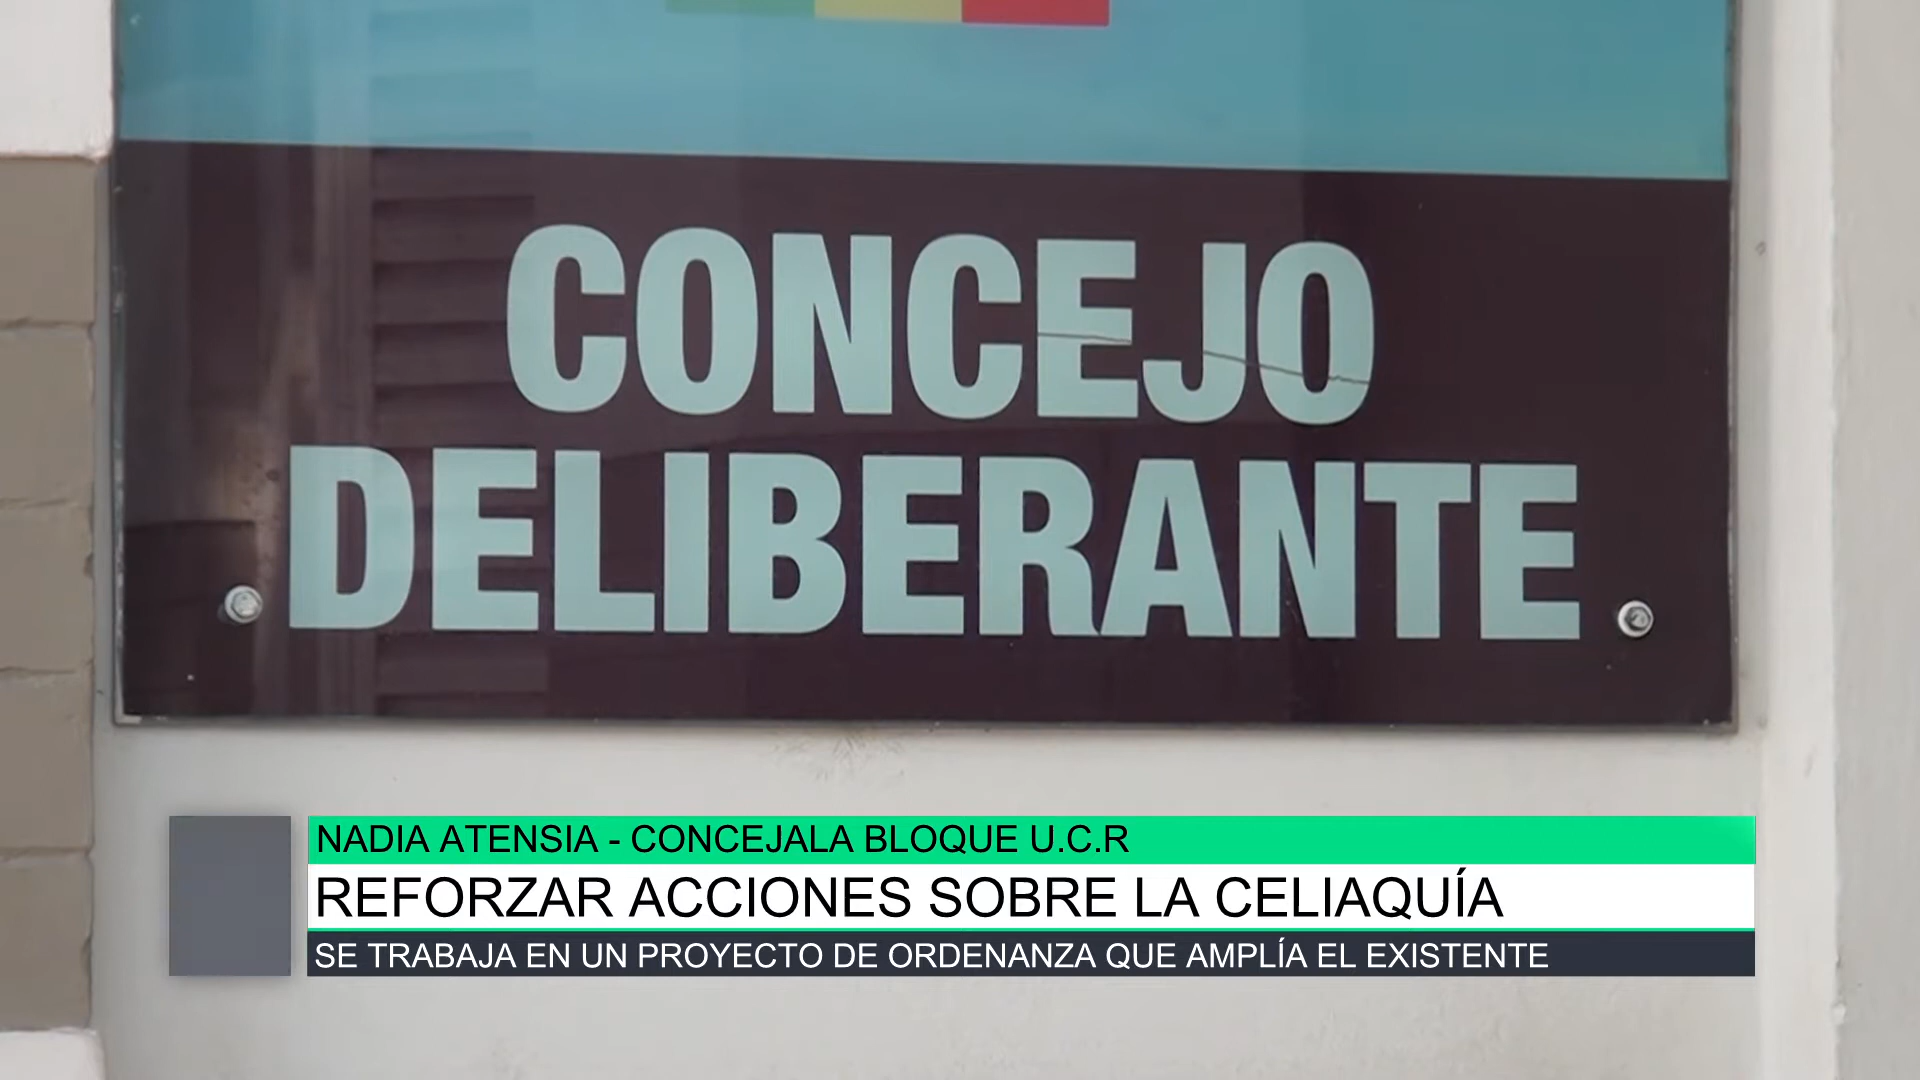 CONCEJO
DELIBERANTE
NADIA ATENSIA - CONCEJALA BLOQUE U.C.R
REFORZAR ACCIONES SOBRE LA CELIAQUÍA
SE TRABAJA EN UN PROYECTO DE ORDENANZA QUE AMPLÍA EL EXISTENTE